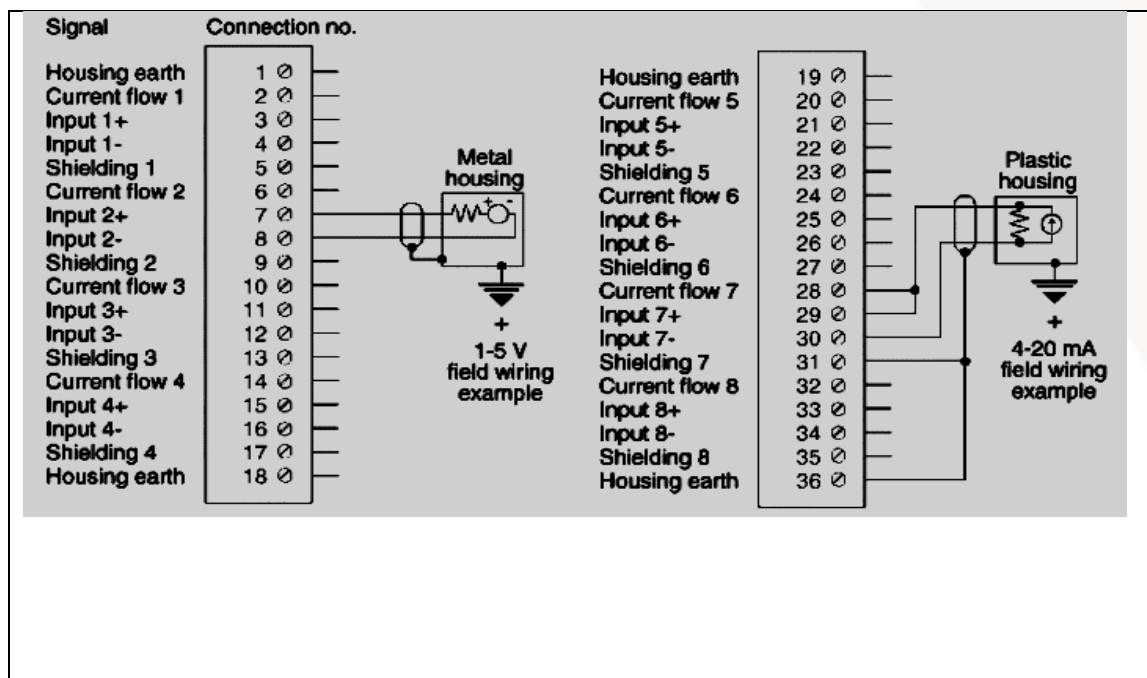 Signal Connection no.
Housing earth 1
Current flow 1 2
Input 1+ 3
Input 1- 4
Shielding 1 5
Current flow 2 6
Input 2+ 7
Input 2- 8
Shielding 2 9
Current flow 3 10
Input 3+ 11
Input 3- 12
Shielding 3 13
Current flow 4 14
Input 4+ 15
Input 4- 16
Shielding 4 17
Housing earth 18
Metal
housing
+ -
+
1-5 V
field wiring
example
Housing earth 19
Current flow 5 20
Input 5+ 21
Input 5- 22
Shielding 5 23
Current flow 6 24
Input 6+ 25
Input 6- 26
Shielding 6 27
Current flow 7 28
Input 7+ 29
Input 7- 30
Shielding 7 31
Current flow 8 32
Input 8+ 33
Input 8- 34
Shielding 8 35
Housing earth 36
Plastic
housing
+
4-20 mA
field wiring
example